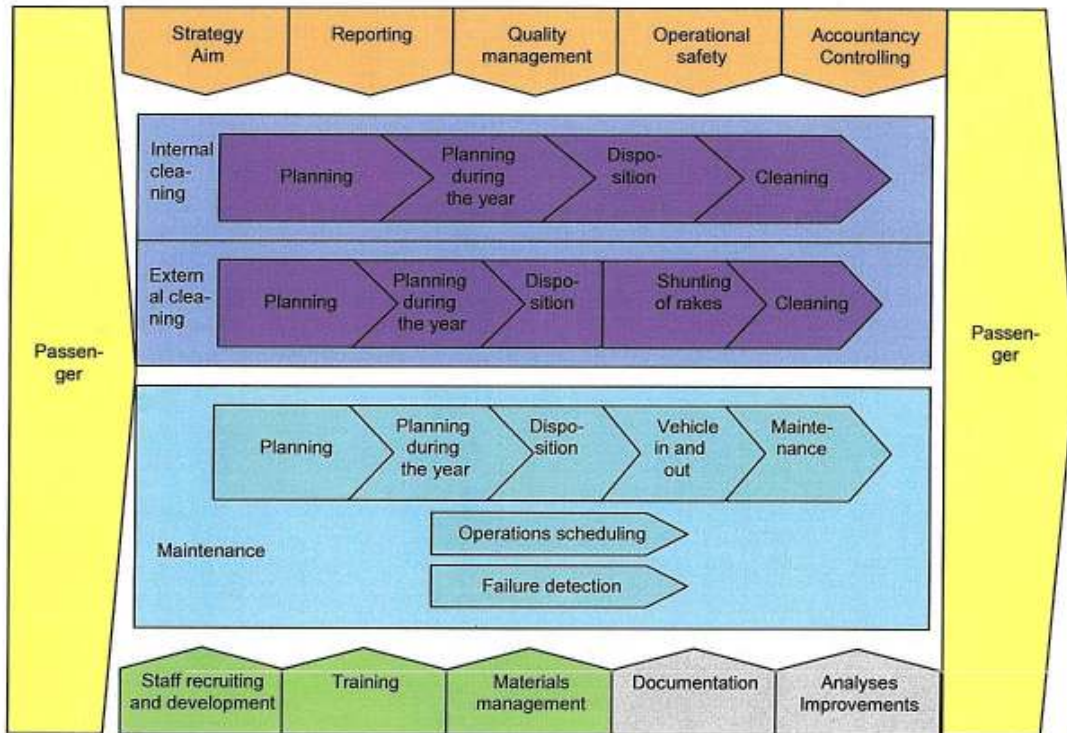 Strategy
Aim
Reporting
Quality
management
Operational
safety
Accountancy
Controlling
Passen-
ger
Internal
clea-
ning
Planning
Planning
during
the year
Dispo-
sition
Cleaning
Extern
al clea-
ning
Planning
Planning
during
the year
Dispo-
sition
Shunting
of rakes
Cleaning
Passen-
ger
Maintenance
Planning
Planning
during
the year
Dispo-
sition
Vehicle
in and
out
Mainte-
nance
Operations scheduling
Failure detection
Staff recruiting
and development
Training
Materials
management
Documentation
Analyses
Improvements